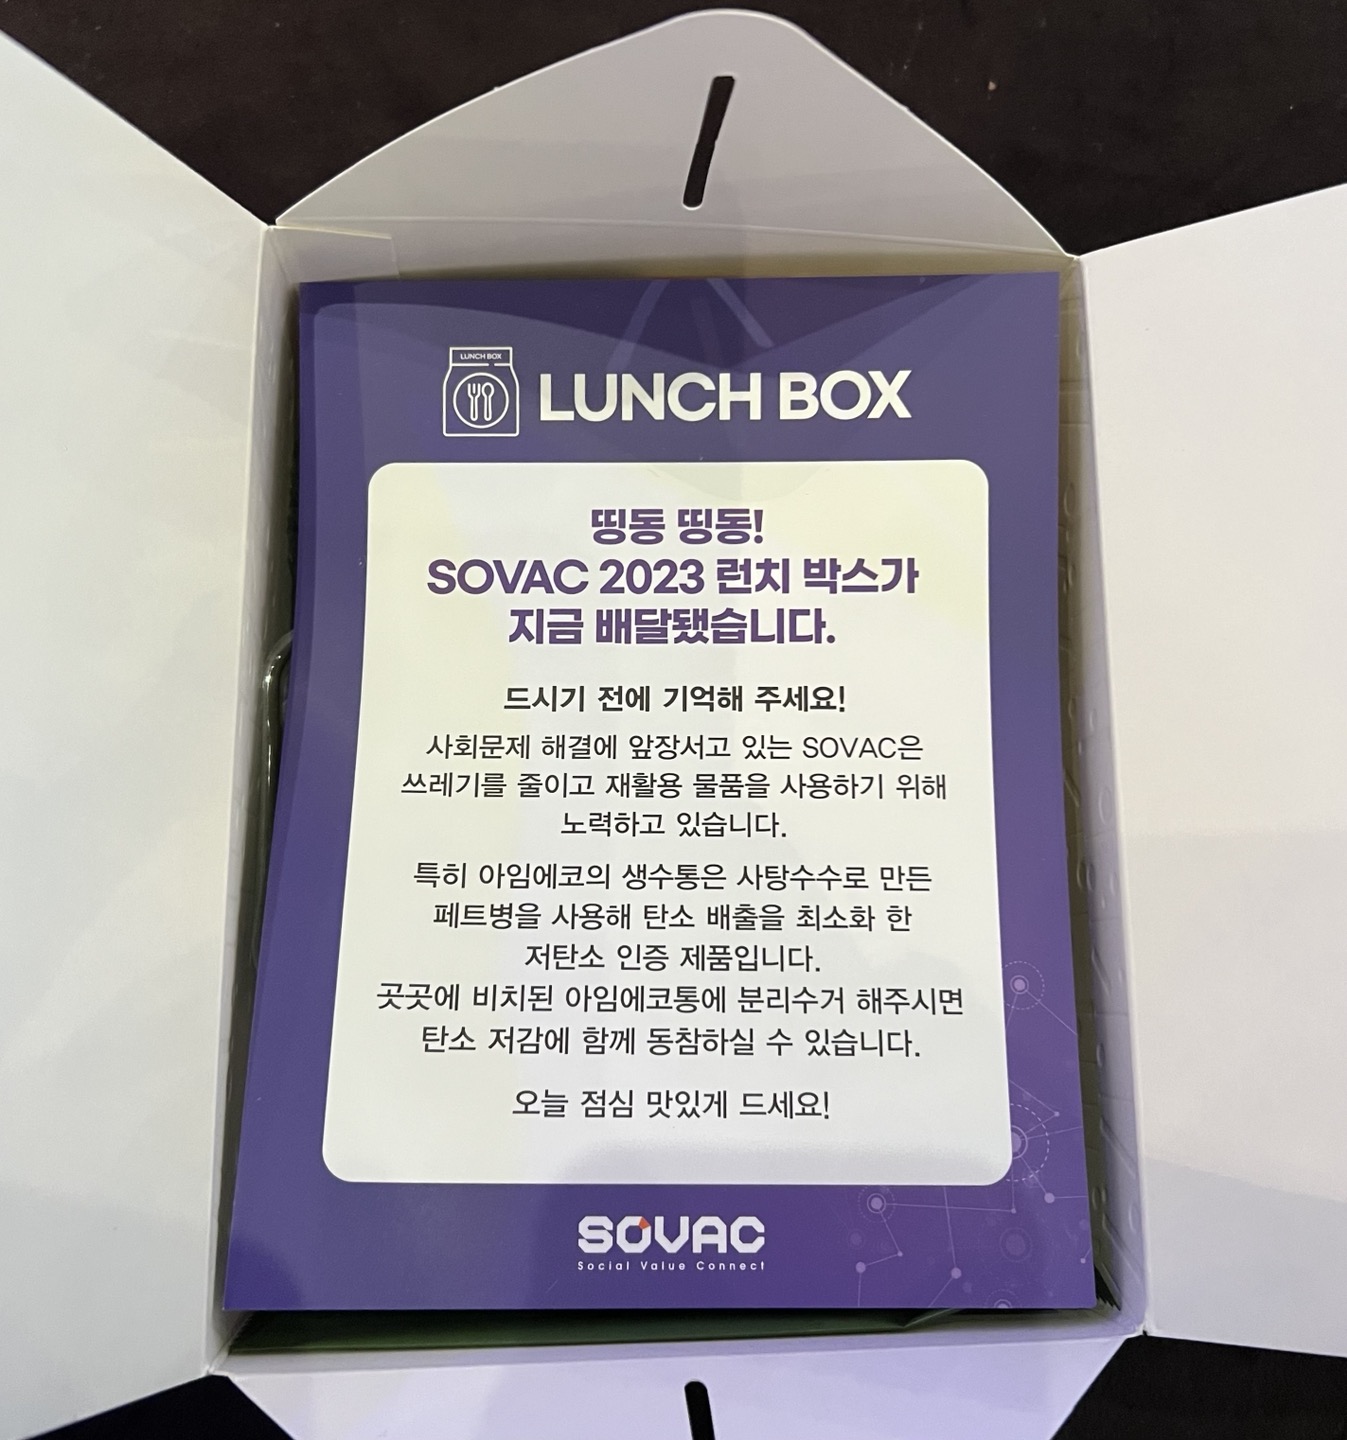 LUNCH BOX
LUNCH BOX
띵동 띵동!
SOVAC 2023 런치 박스가
지금 배달됐습니다.
드시기 전에 기억해 주세요!
사회문제 해결에 앞장서고 있는 SOVAC은
쓰레기를 줄이고 재활용 물품을 사용하기 위해
노력하고 있습니다.
특히 아임에코의 생수통은 사탕수수로 만든
페트병을 사용해 탄소 배출을 최소화 한
저탄소 인증 제품입니다.
곳곳에 비치된 아임에코통에 분리수거 해주시면
탄소 저감에 함께 동참하실 수 있습니다.
오늘 점심 맛있게 드세요!
SOVAC
Social Value Connect